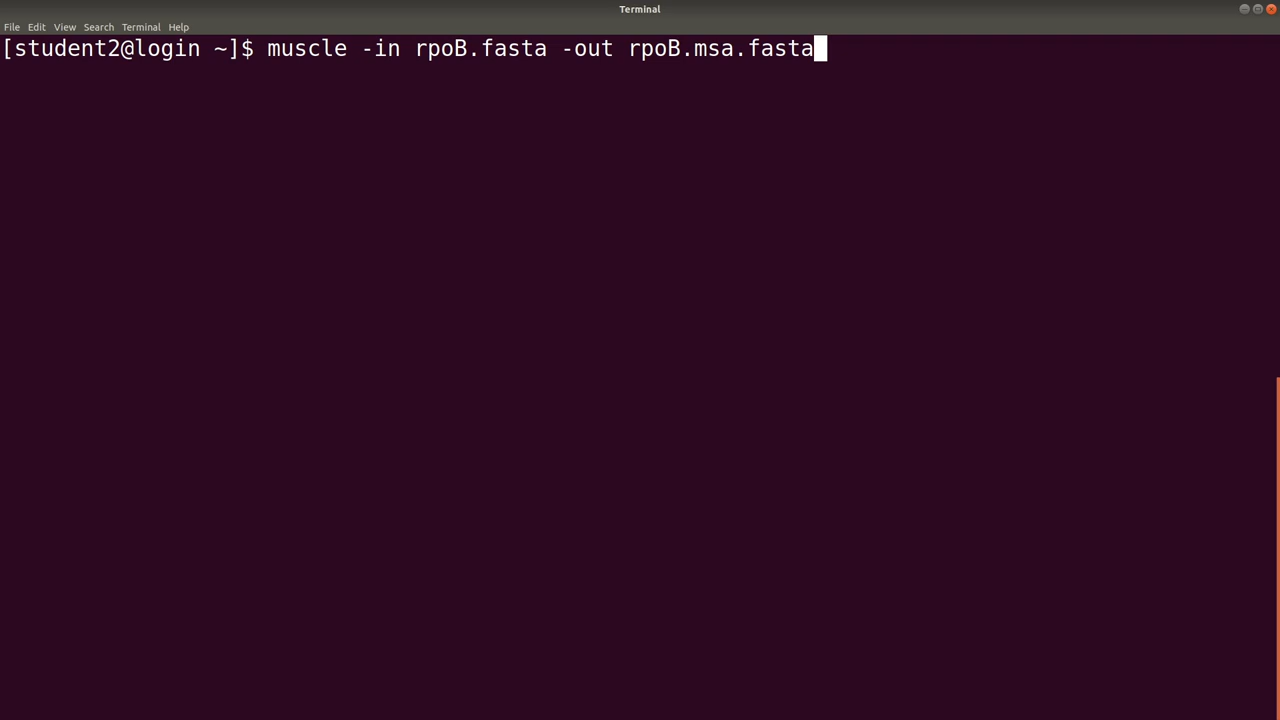 Terminal
File Edit View Search Terminal Help
[student2@login ~]$ muscle -in rpoB.fasta -out rpoB.msa.fasta